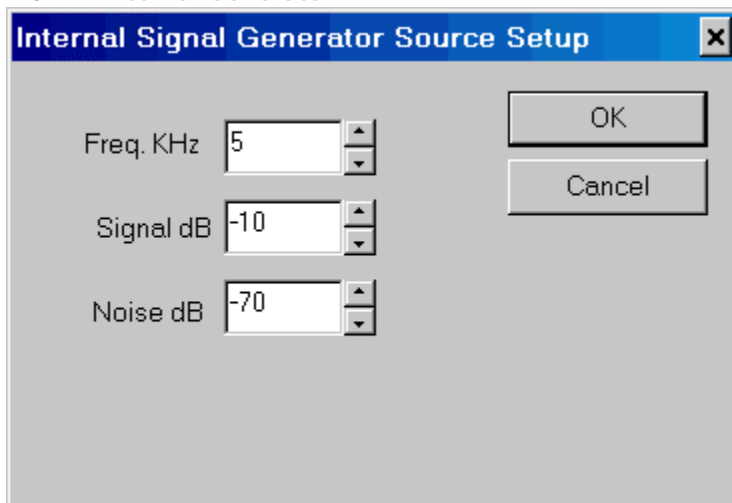 Internal Signal Generator Source Setup
Freq. KHz 5
OK
Signal dB -10
Cancel
Noise dB -70